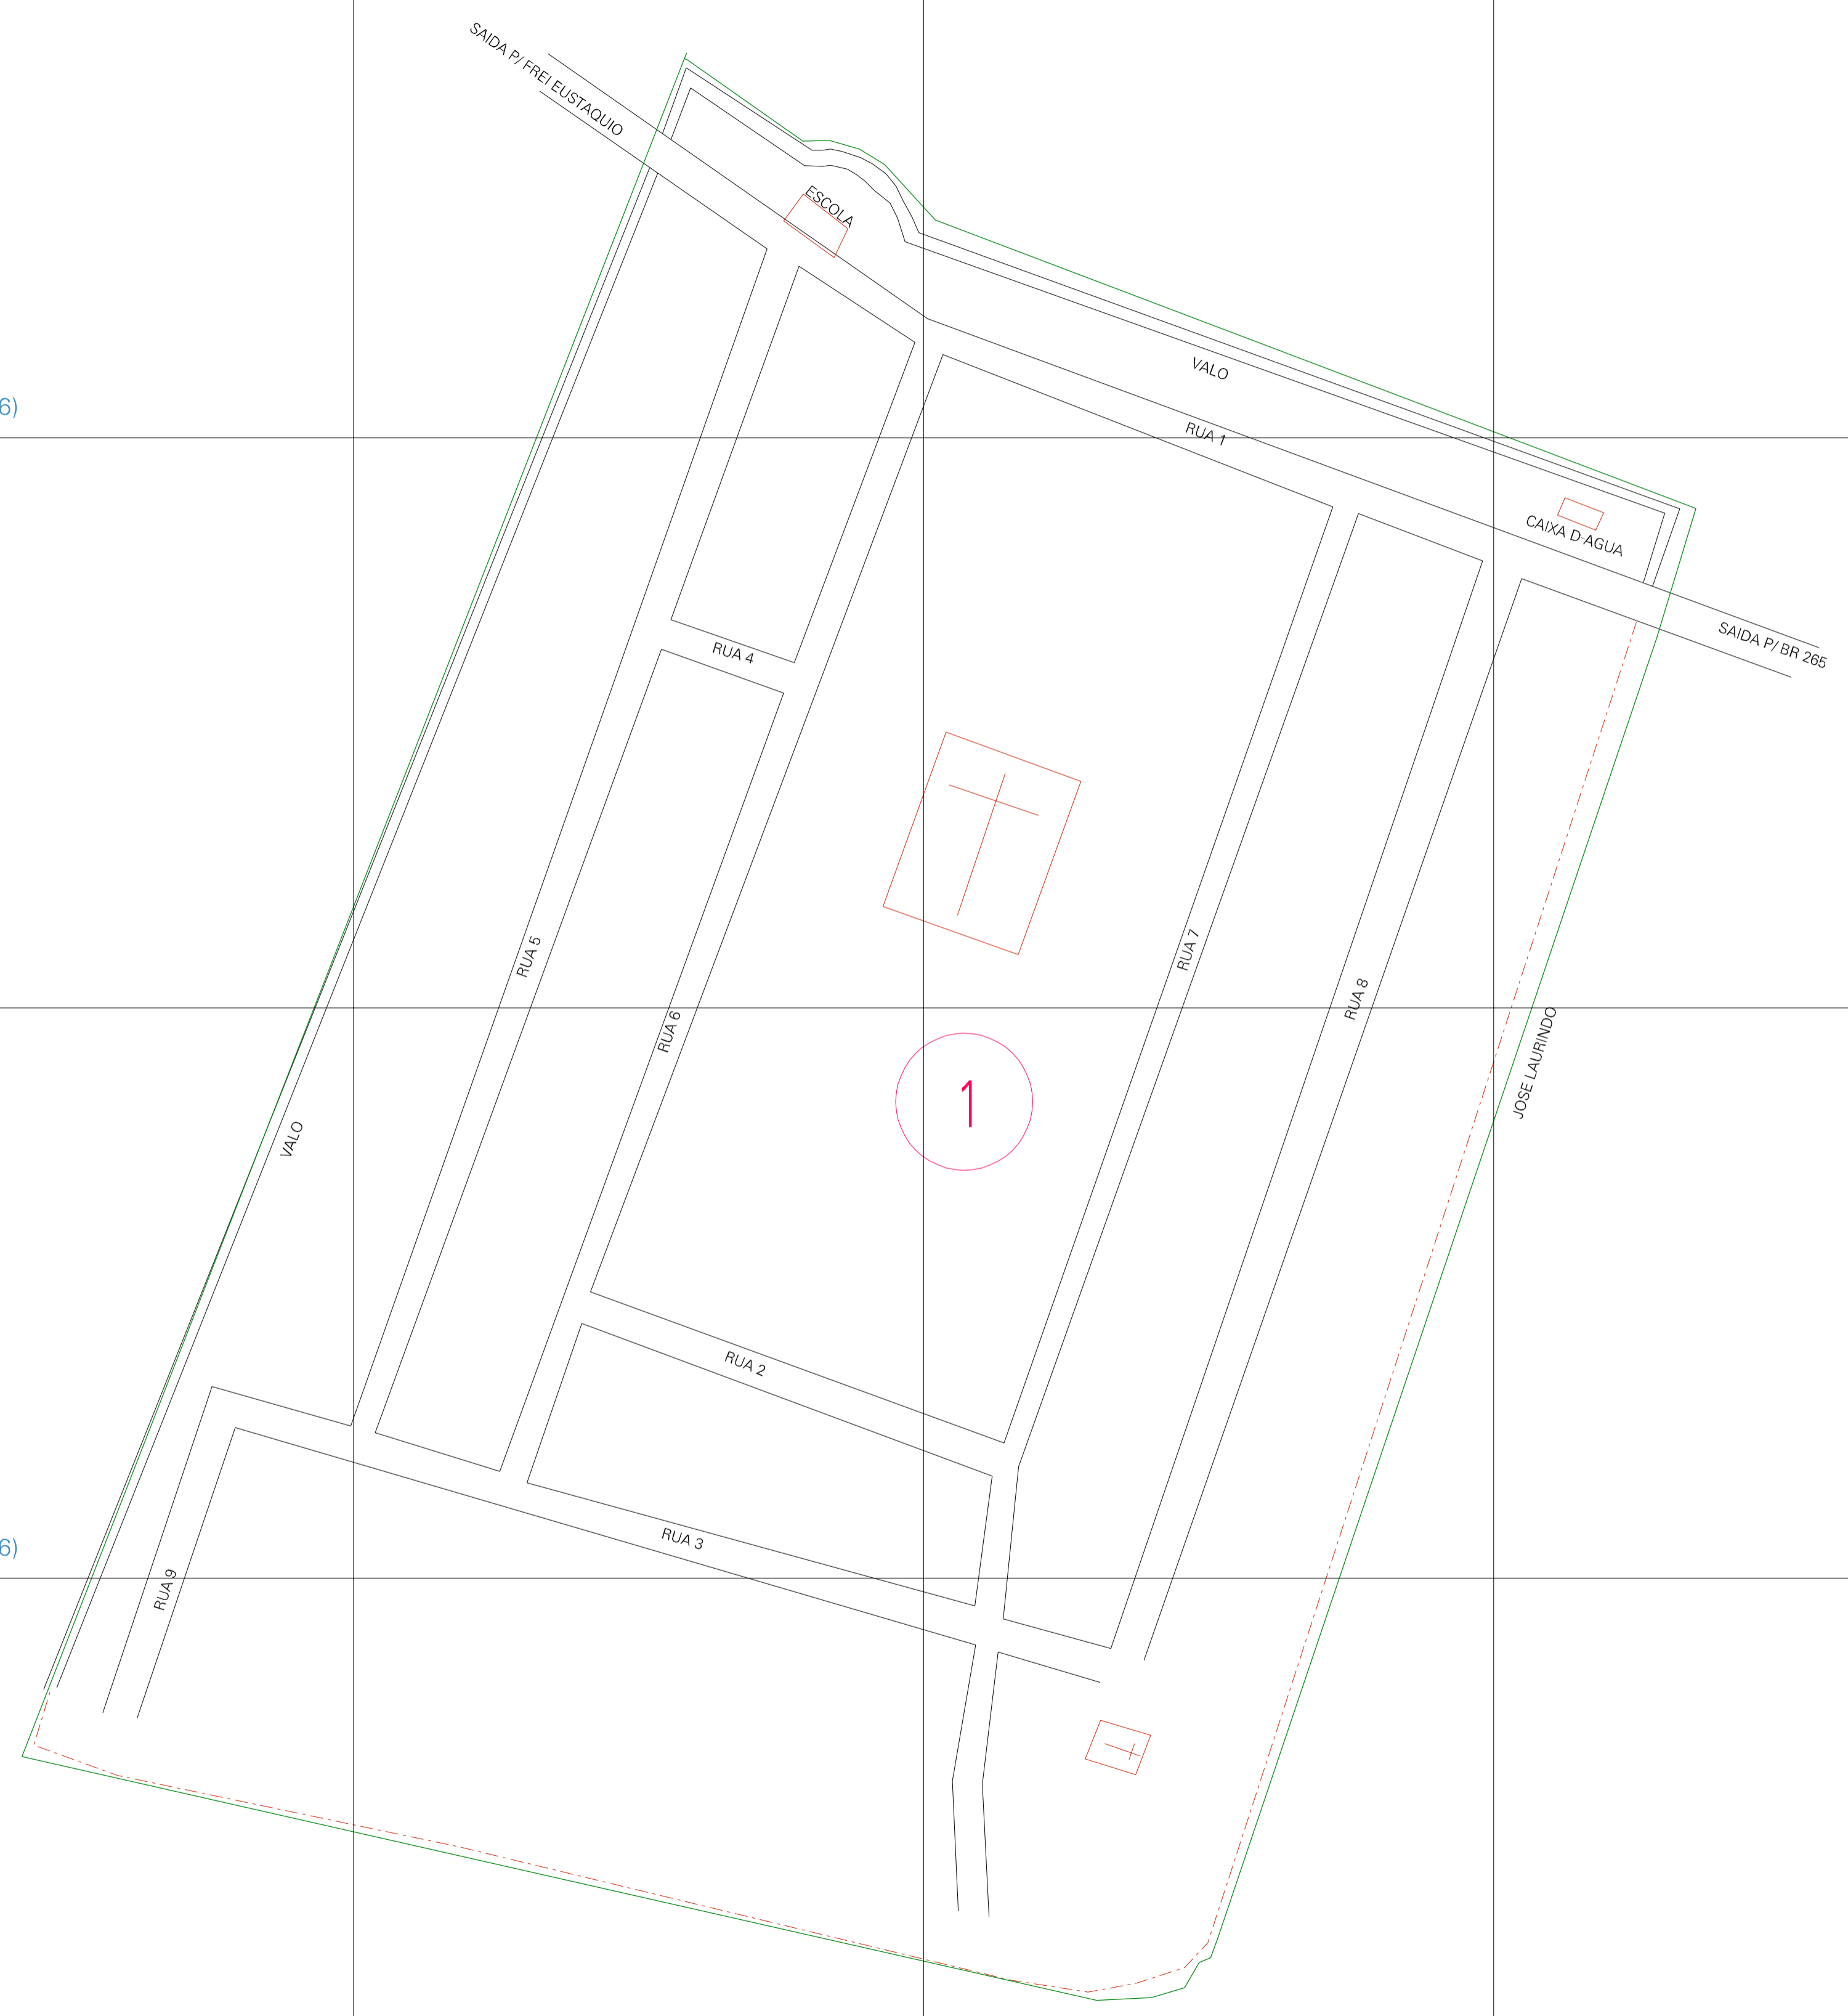 SAIDA P/ FREI EUSTAQUIO
ESCOLA
VALO
6)
RUA 1
CAIXA D-AGUA
SAIDA P/ BR 265
RUA 4
RUA 5
RUA 7
RUA 8
RUA 6
JOSE LAURINDO
1
VALO
RUA 2
RUA 3
6)
RUA 9